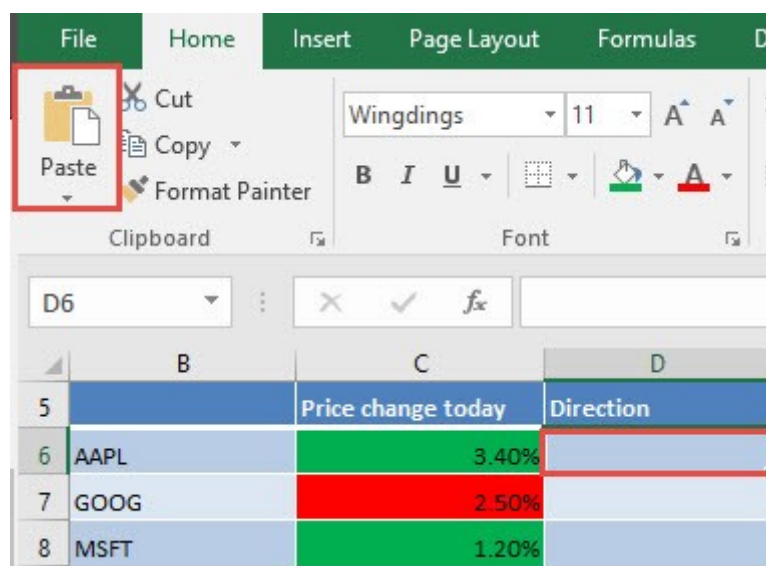 File Home Insert Page Layout Formulas D
Cut
Wingdings 11 A A
Copy
Paste
B I U A
Format Painter
Clipboard Font
D6 fx
B C D
5 Price change today Direction
6 AAPL 3.40%
7 GOOG 2.50%
8 MSFT 1.20%